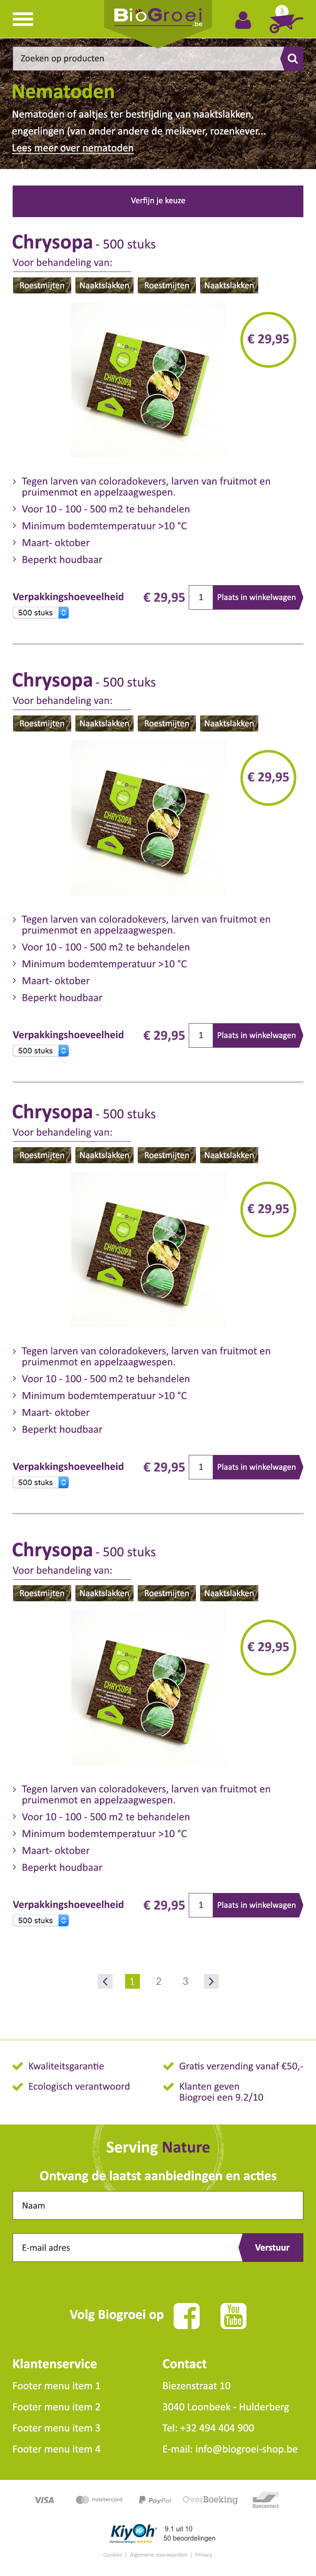 BioGroei
.be
3
Zoeken op producten
Nematoden
Nematoden of aaltjes ter bestrijding van naaktslakken,
engerlingen (van onder andere de meikever, rozenkever...
Lees meer over nematoden
Verfijn je keuze
Chrysopa - 500 stuks
Voor behandeling van:
Roestmijten Naaktslakken Roestmijten Naaktslakken
€ 29,95
CHRYSOPA
Tegen larven van coloradokevers, larven van fruitmot en
pruimenmot en appelzaagwespen.
Voor 10 - 100 - 500 m2 te behandelen
Minimum bodemtemperatuur >10 °C
Maart- oktober
Beperkt houdbaar
Verpakkingshoeveelheid € 29,95 1 Plaats in winkelwagen
500 stuks
Chrysopa - 500 stuks
Voor behandeling van:
Roestmijten Naaktslakken Roestmijten Naaktslakken
€ 29,95
CHRYSOPA
Tegen larven van coloradokevers, larven van fruitmot en
pruimenmot en appelzaagwespen.
Voor 10 - 100 - 500 m2 te behandelen
Minimum bodemtemperatuur >10 °C
Maart- oktober
Beperkt houdbaar
Verpakkingshoeveelheid € 29,95 1 Plaats in winkelwagen
500 stuks
Chrysopa - 500 stuks
Voor behandeling van:
Roestmijten Naaktslakken Roestmijten Naaktslakken
€ 29,95
CHRYSOPA
Tegen larven van coloradokevers, larven van fruitmot en
pruimenmot en appelzaagwespen.
Voor 10 - 100 - 500 m2 te behandelen
Minimum bodemtemperatuur >10 °C
Maart- oktober
Beperkt houdbaar
Verpakkingshoeveelheid € 29,95 1 Plaats in winkelwagen
500 stuks
Chrysopa - 500 stuks
Voor behandeling van:
Roestmijten Naaktslakken Roestmijten Naaktslakken
€ 29,95
CHRYSOPA
Tegen larven van coloradokevers, larven van fruitmot en
pruimenmot en appelzaagwespen.
Voor 10 - 100 - 500 m2 te behandelen
Minimum bodemtemperatuur >10 °C
Maart- oktober
Beperkt houdbaar
Verpakkingshoeveelheid € 29,95 1 Plaats in winkelwagen
500 stuks
1 2 3
Kwaliteitsgarantie
Gratis verzending vanaf €50,-
Ecologisch verantwoord
Klanten geven
Biogroei een 9.2/10
Serving Nature
Ontvang de laatst aanbiedingen en acties
Naam
E-mail adres
Verstuur
Volg Biogroei op
You
Tube
Klantenservice
Footer menu item 1
Footer menu item 2
Footer menu item 3
Footer menu item 4
Contact
Biezenstraat 10
3040 Loonbeek - Hulderberg
Tel: +32 494 404 900
E-mail: info@biogroei-shop.be
VISA mastercard PayPal OverBoeking Bancontact
KiyOh
9.1 uit 10
50 beoordelingen
Cookies | Algemene voorwaarden | Privacy